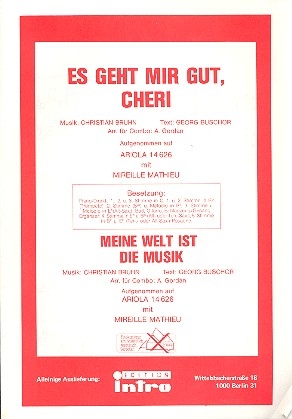 ES GEHT MIR GUT,
CHERI
Musik: CHRISTIAN BRUHN Text: GEORG BUSCHOR
Arr. für Combo: A. Gordan
Aufgenommen auf
ARIOLA 14 626
mit
MIREILLE MATHIEU
Besetzung:
MEINE WELT IST
DIE MUSIK
Musik: CHRISTIAN BRUHN Text: GEORG BUSCHOR
Arr. für Combo: A. Gordan
Aufgenommen auf
ARIOLA 14 626
mit
MIREILLE MATHIEU
Alleinige Auslieferung:
EDITION
intro
Wittelsbacherstraße 18
1000 Berlin 31